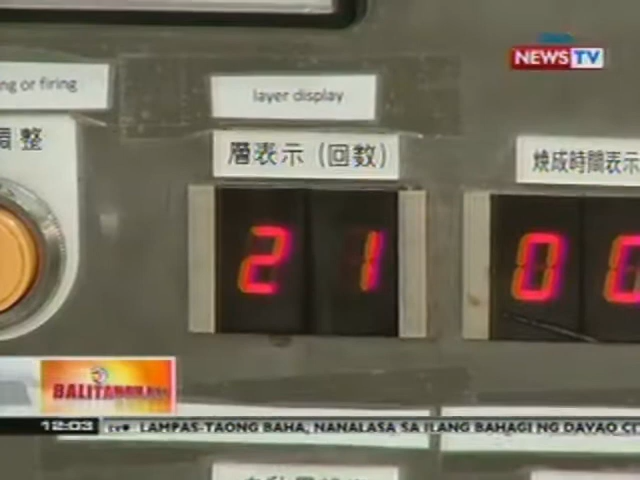 ng or firing
layer display
NEWS TV
調整
層表示 (回数)
焼成時間表示
21
00
BALITANGHALI
12:03
tv LAMPAS-TAONG BAHA, NANALASA SA ILANG BAHAGI NG DAVAO CI